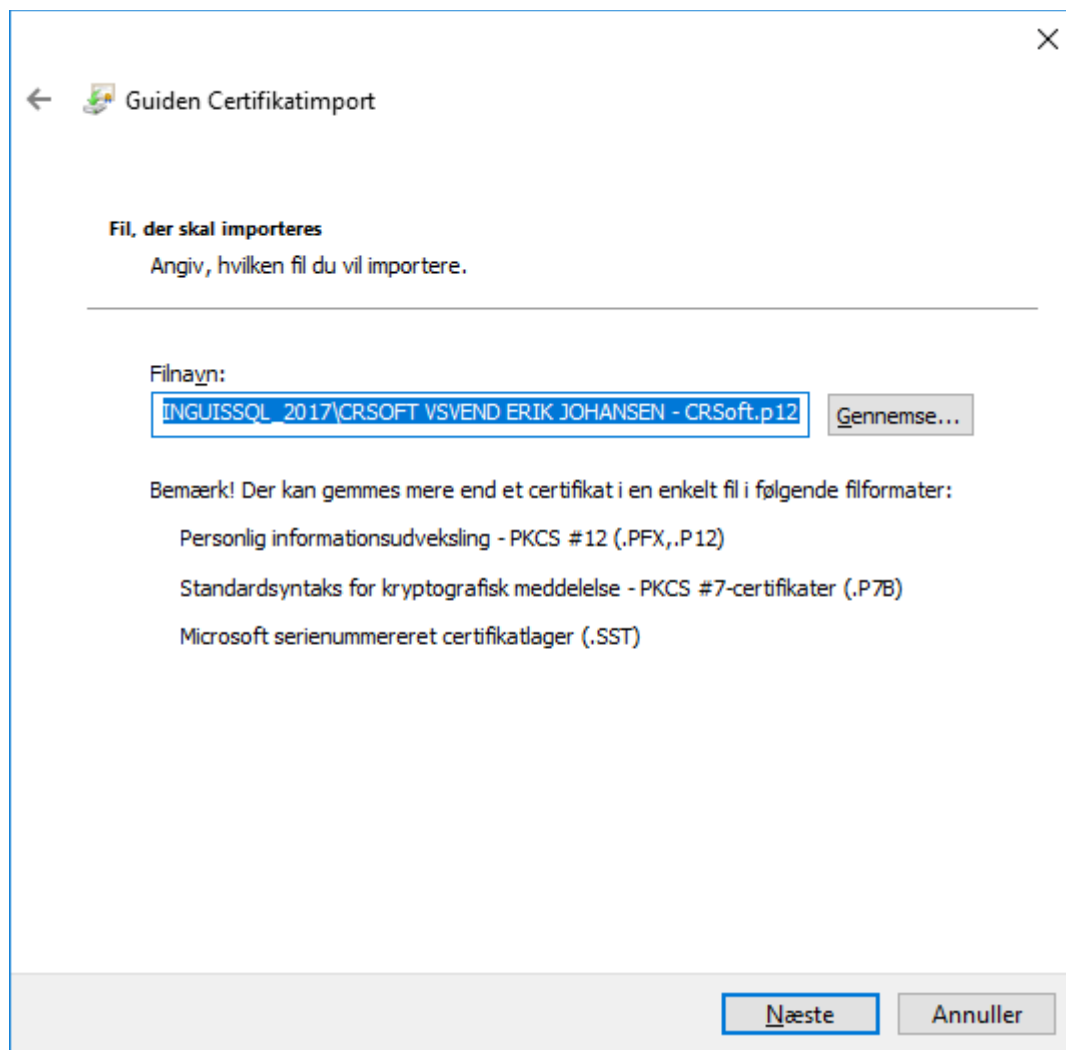 Guiden Certifikatimport
Fil, der skal importeres
Angiv, hvilken fil du vil importere.
Filnavn:
INGUISSQL_2017\CRSOFT VSVEND ERIK JOHANSEN - CRSoft.p12
Gennemse...
Bemærk! Der kan gemmes mere end et certifikat i en enkelt fil i følgende filformater:
Personlig informationsudveksling - PKCS #12 (.PFX,.P12)
Standardsyntaks for kryptografisk meddelelse - PKCS #7-certifikater (.P7B)
Microsoft serienummereret certifikatlager (.SST)
Næste
Annuller